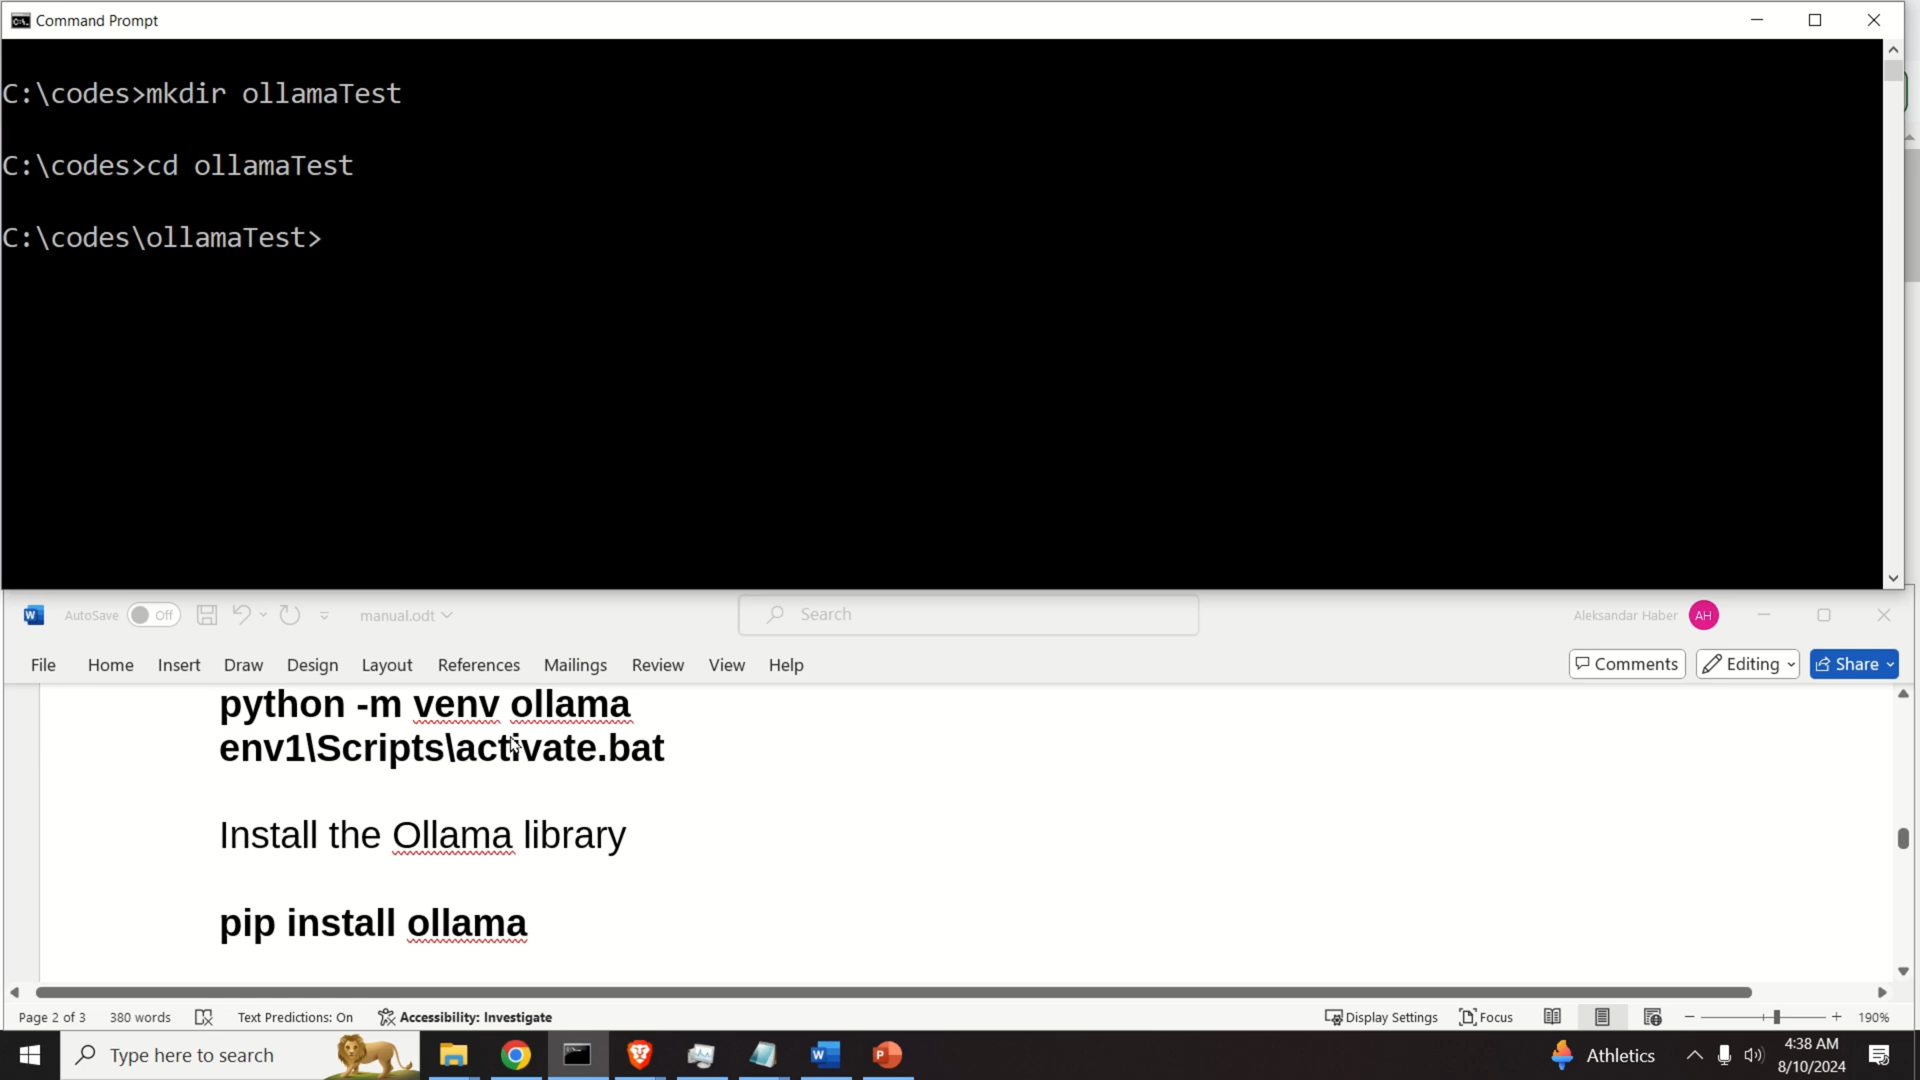 Command Prompt
C:\codes>mkdir ollamaTest
C:\codes>cd ollamaTest
C:\codes\ollamaTest>
AutoSave Off manual.odt Search Aleksandar Haber AH
File Home Insert Draw Design Layout References Mailings Review View Help Comments Editing Share
python -m venv ollama
env1\Scripts\activate.bat
Install the Ollama library
pip install ollama
Page 2 of 3 380 words Text Predictions: On Accessibility: Investigate Display Settings Focus 190%
Type here to search Athletics 4:38 AM
8/10/2024